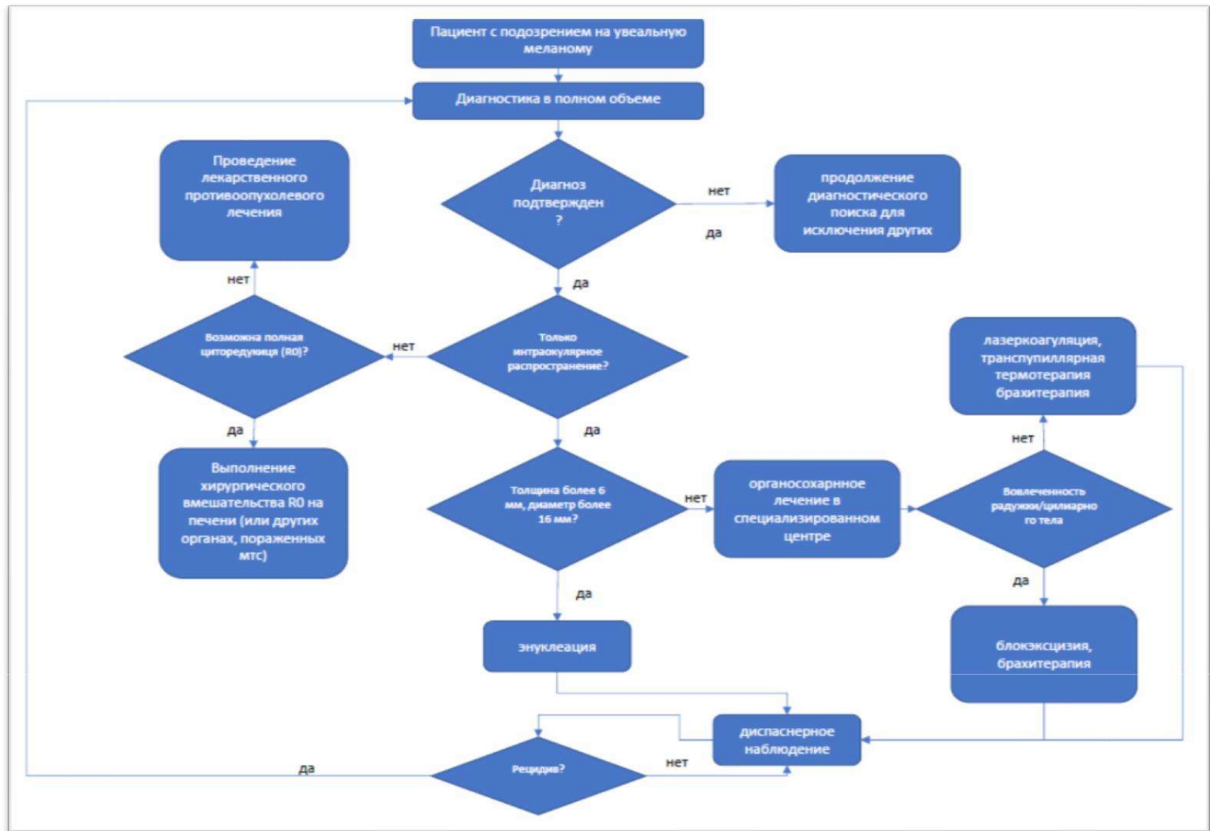 Пациент с подозрением на увеальную
меланому
Диагностика в полном объеме
Проведение
лекарственного
противоопухолевого
лечения
Диагноз
подтвержден
?
нет
да
продолжение
диагностического
поиска для
исключения других
нет
да
Возможна полная
циторедукиця (R0)?
нет
Только
интраокулярное
распространение?
лазеркоагуляция,
транспупиллярная
термотерапия
брахитерапия
да
да
нет
Выполнение
хирургического
вмешательства R0 на
печени (или других
органах, пораженных
мтс)
Толщина более 6
мм, диаметр более
16 мм?
нет
органосохарнное
лечение в
специализированном
центре
Вовлеченность
радужки/цилиарно
го тела
да
да
энуклеация
блокэксцизия,
брахитерапия
диспаснерное
наблюдение
Рецидив?
да
нет